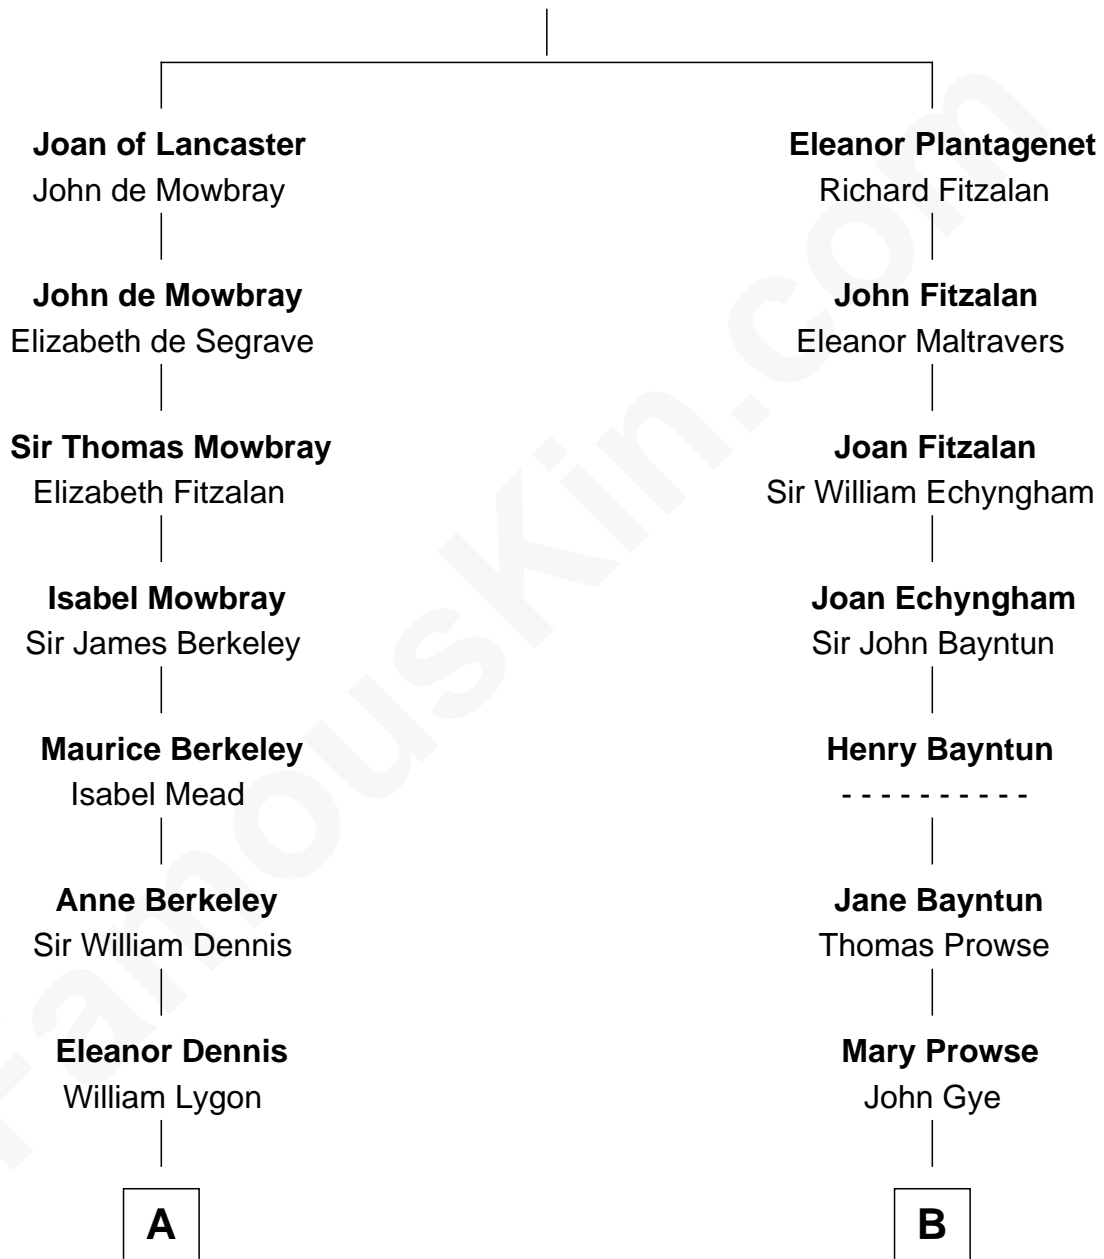 Joan of Lancaster
John de Mowbray
John de Mowbray
Elizabeth de Segrave
Sir Thomas Mowbray
Elizabeth Fitzalan
Isabel Mowbray
Sir James Berkeley
Maurice Berkeley
Isabel Mead
Anne Berkeley
Sir William Dennis
Eleanor Dennis
William Lygon
A
Eleanor Plantagenet
Richard Fitzalan
John Fitzalan
Eleanor Maltravers
Joan Fitzalan
Sir William Echyngham
Joan Echyngham
Sir John Bayntun
Henry Bayntun
- - - - - - - - - -
Jane Bayntun
Thomas Prowse
Mary Prowse
John Gye
B
FamousKin.com